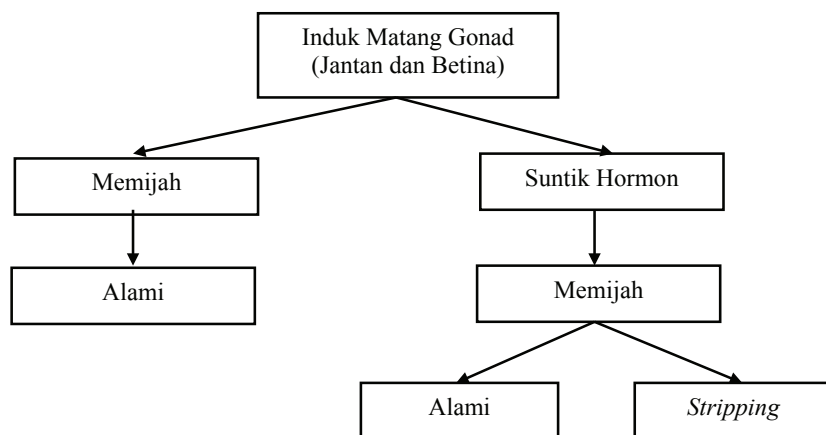 Induk Matang Gonad
(Jantan dan Betina)
Memijah
Suntik Hormon
Alami
Memijah
Alami
Stripping